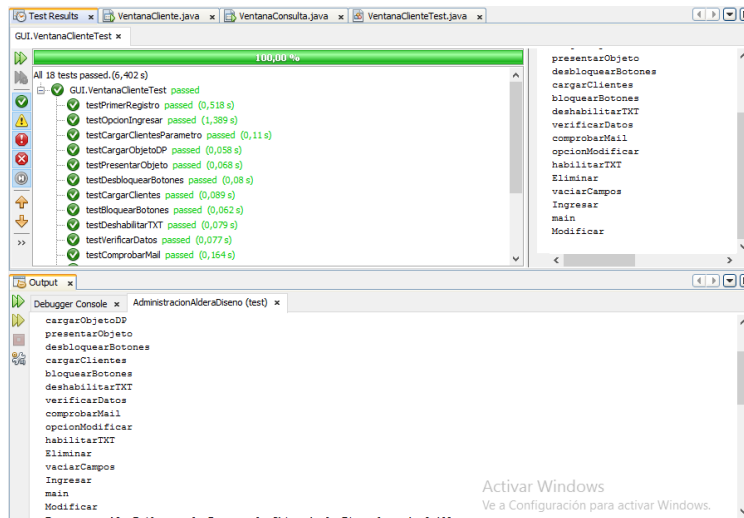 Test Results x VentanaCliente.java x VentanaConsulta.java x VentanaClienteTest.java x
GUI.VentanaClienteTest x
100,00 %
All 18 tests passed.(6,402 s)
GUI.VentanaClienteTest passed
testPrimerRegistro passed (0,518 s)
testOpcionIngresar passed (1,389 s)
testCargarClientesParametro passed (0,11 s)
testCargarObjetoDP passed (0,058 s)
testPresentarObjeto passed (0,068 s)
testDesbloquearBotones passed (0,08 s)
testCargarClientes passed (0,089 s)
testBloquearBotones passed (0,062 s)
testDeshabilitarTXT passed (0,079 s)
testVerificarDatos passed (0,077 s)
testComprobarMail passed (0,164 s)
presentarObjeto
desbloquearBotones
cargarClientes
bloquearBotones
deshabilitarTXT
verificarDatos
comprobarMail
opcionModificar
habilitarTXT
Eliminar
vaciarCampos
Ingresar
main
Modificar
Output x
Debugger Console x AdministracionAlderaDiseno (test) x
cargarObjetoDP
presentarObjeto
desbloquearBotones
cargarClientes
bloquearBotones
deshabilitarTXT
verificarDatos
comprobarMail
opcionModificar
habilitarTXT
Eliminar
vaciarCampos
Ingresar
main
Modificar
Activar Windows
Ve a Configuración para activar Windows.